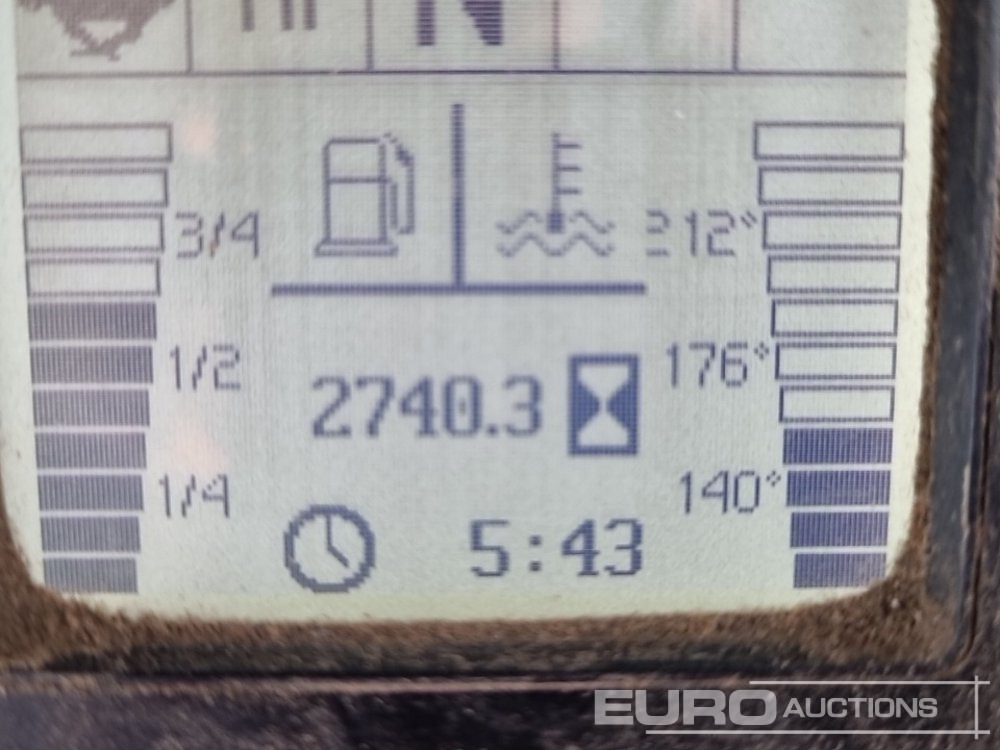 N
3/4 212°
1/2 2740.3 176°
1/4 140°
5:43
EURO AUCTIONS